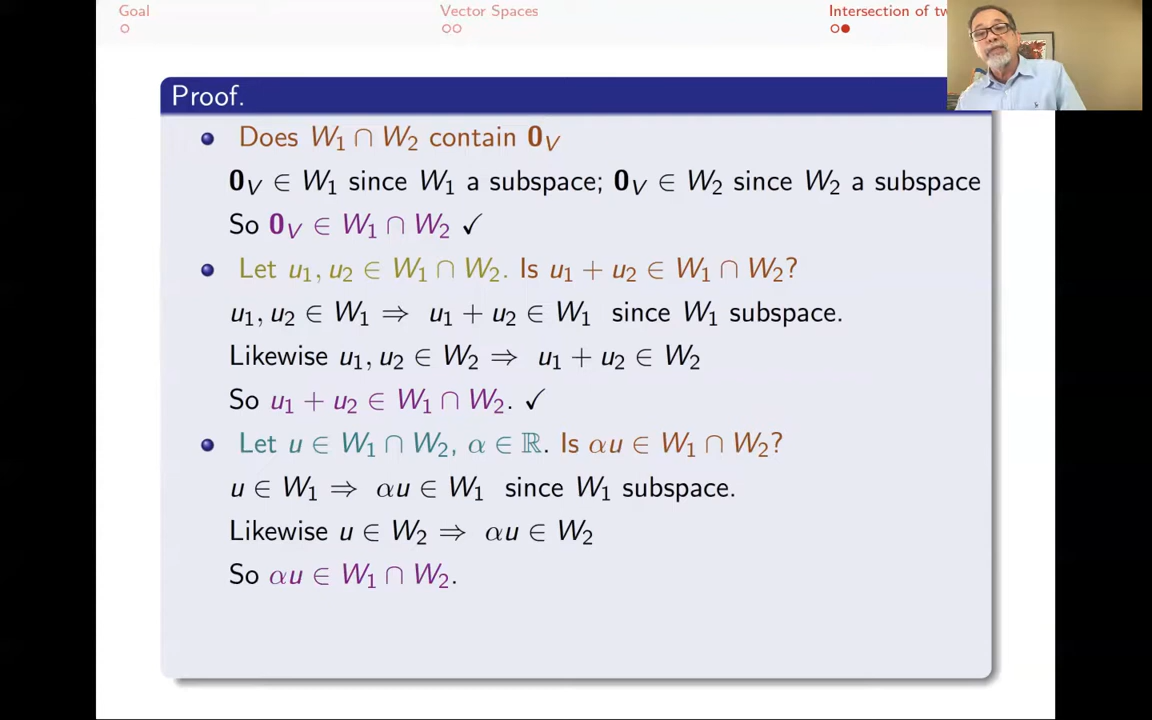 Goal
Vector Spaces
Intersection of tw
Proof.
Does W₁ ∩ W₂ contain 𝟎_V
𝟎_V ∈ W₁ since W₁ a subspace; 𝟎_V ∈ W₂ since W₂ a subspace
So 𝟎_V ∈ W₁ ∩ W₂ ✓
Let u₁, u₂ ∈ W₁ ∩ W₂. Is u₁ + u₂ ∈ W₁ ∩ W₂?
u₁, u₂ ∈ W₁ ⇒ u₁ + u₂ ∈ W₁ since W₁ subspace.
Likewise u₁, u₂ ∈ W₂ ⇒ u₁ + u₂ ∈ W₂
So u₁ + u₂ ∈ W₁ ∩ W₂. ✓
Let u ∈ W₁ ∩ W₂, α ∈ ℝ. Is αu ∈ W₁ ∩ W₂?
u ∈ W₁ ⇒ αu ∈ W₁ since W₁ subspace.
Likewise u ∈ W₂ ⇒ αu ∈ W₂
So αu ∈ W₁ ∩ W₂.